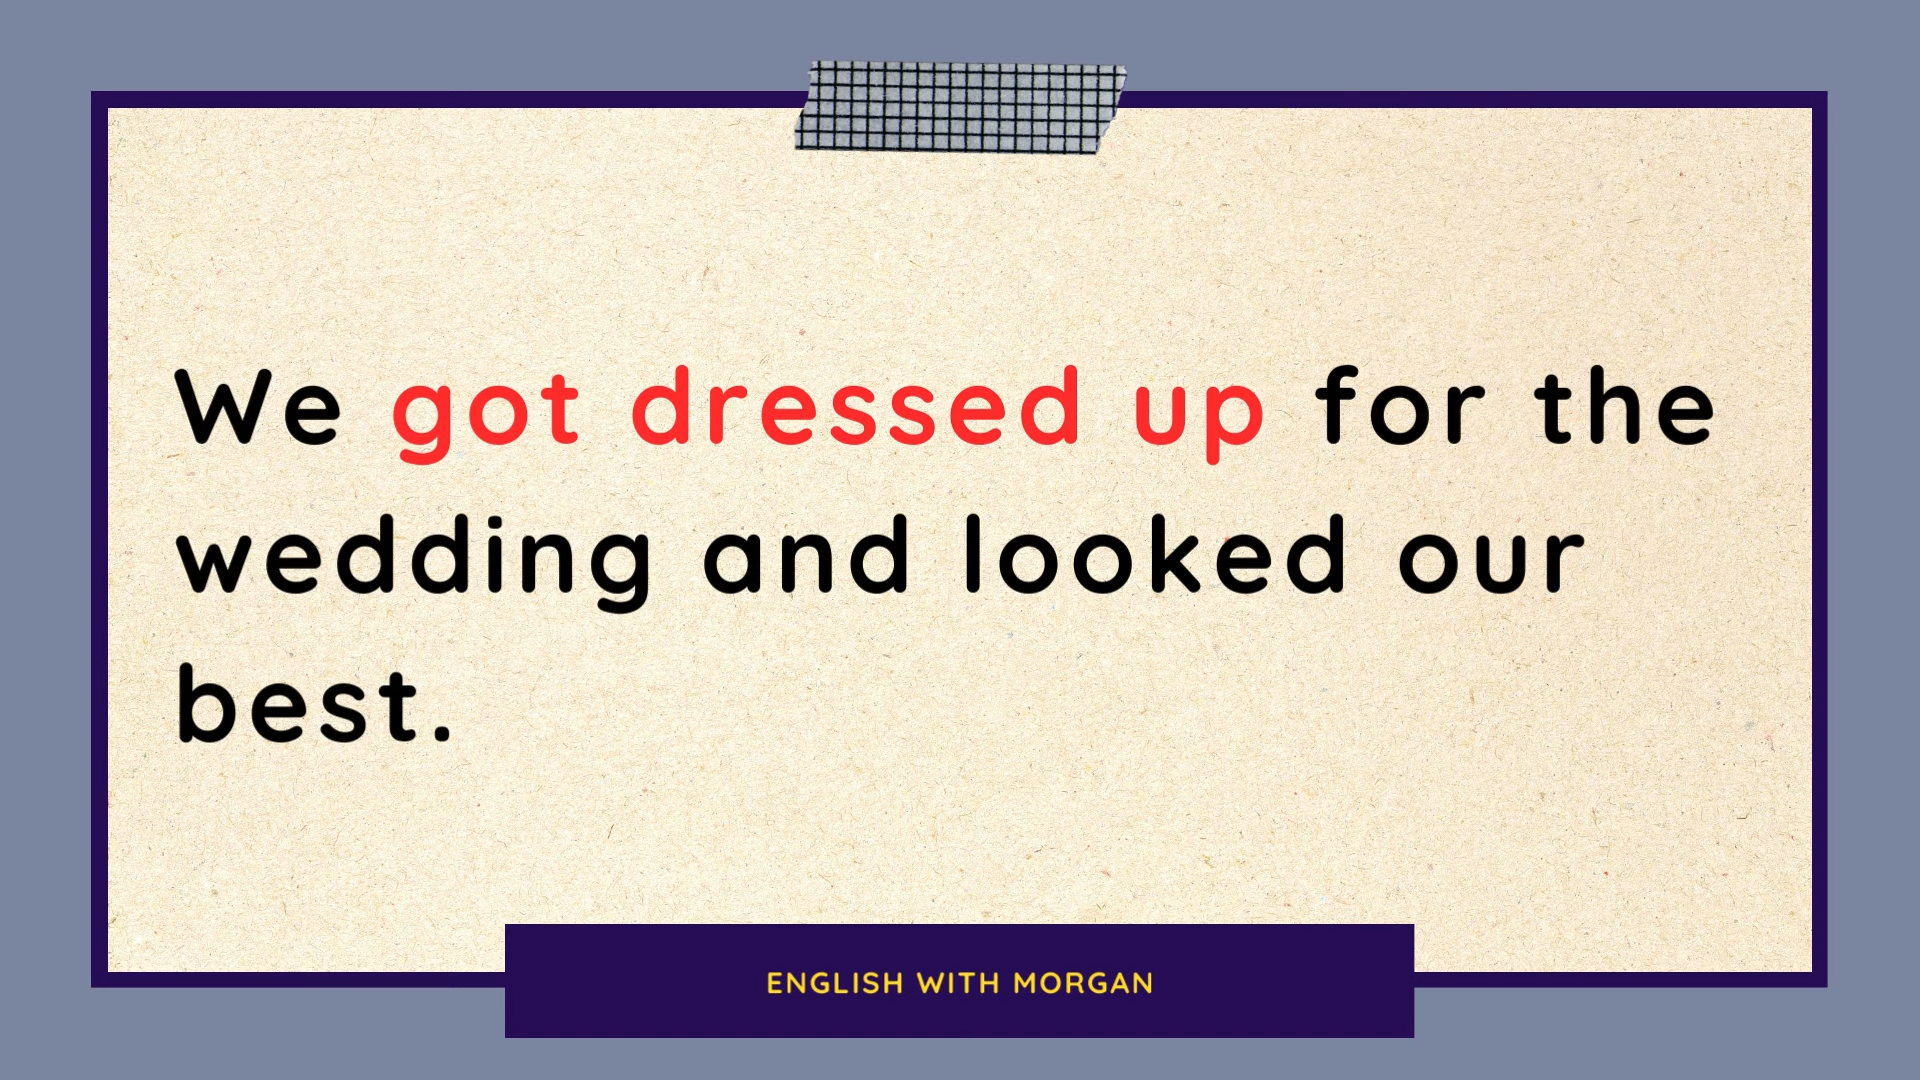 We got dressed up for the
wedding and looked our
best.
ENGLISH WITH MORGAN